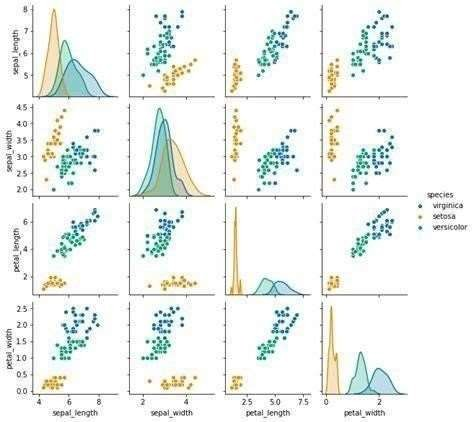 8
7
6
5
sepal_length
4.5
4.0
3.5
3.0
2.5
2.0
sepal_width
6
4
2
petal_length
2.5
2.0
1.5
1.0
0.5
0.0
petal_width
4 6 8
sepal_length
2 4
sepal_width
2.5 5.0 7.5
petal_length
0 2
petal_width
species
virginica
setosa
versicolor